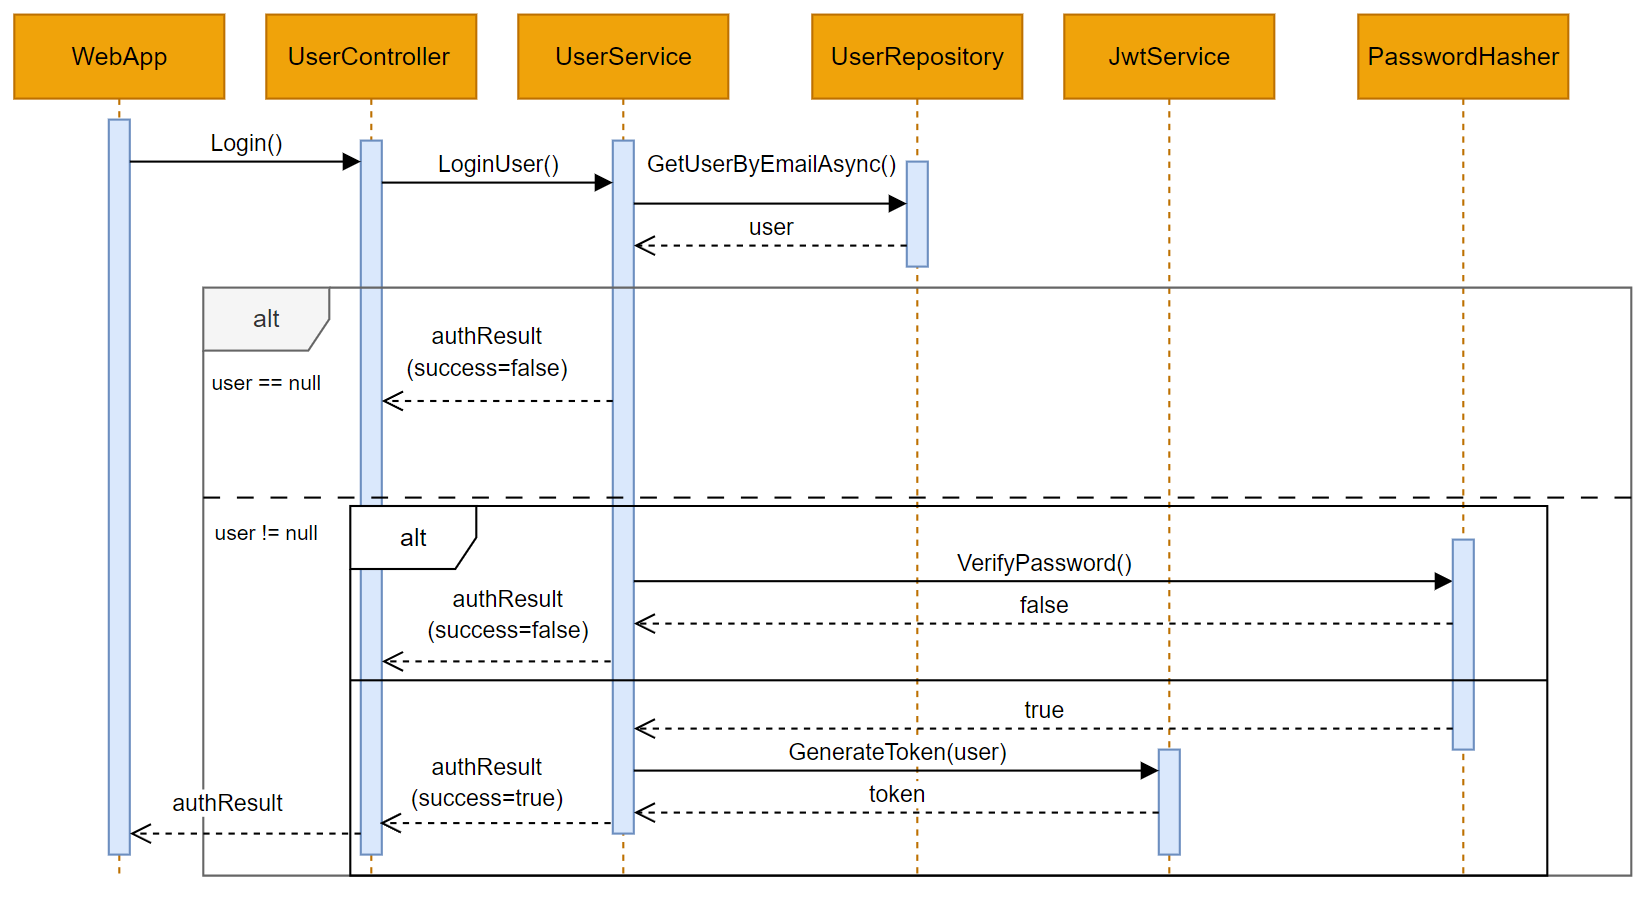 WebApp
UserController
UserService
UserRepository
JwtService
PasswordHasher
Login()
LoginUser()
GetUserByEmailAsync()
user
alt
authResult
(success=false)
user == null
user != null
alt
VerifyPassword()
authResult
(success=false)
false
true
GenerateToken(user)
authResult
(success=true)
token
authResult